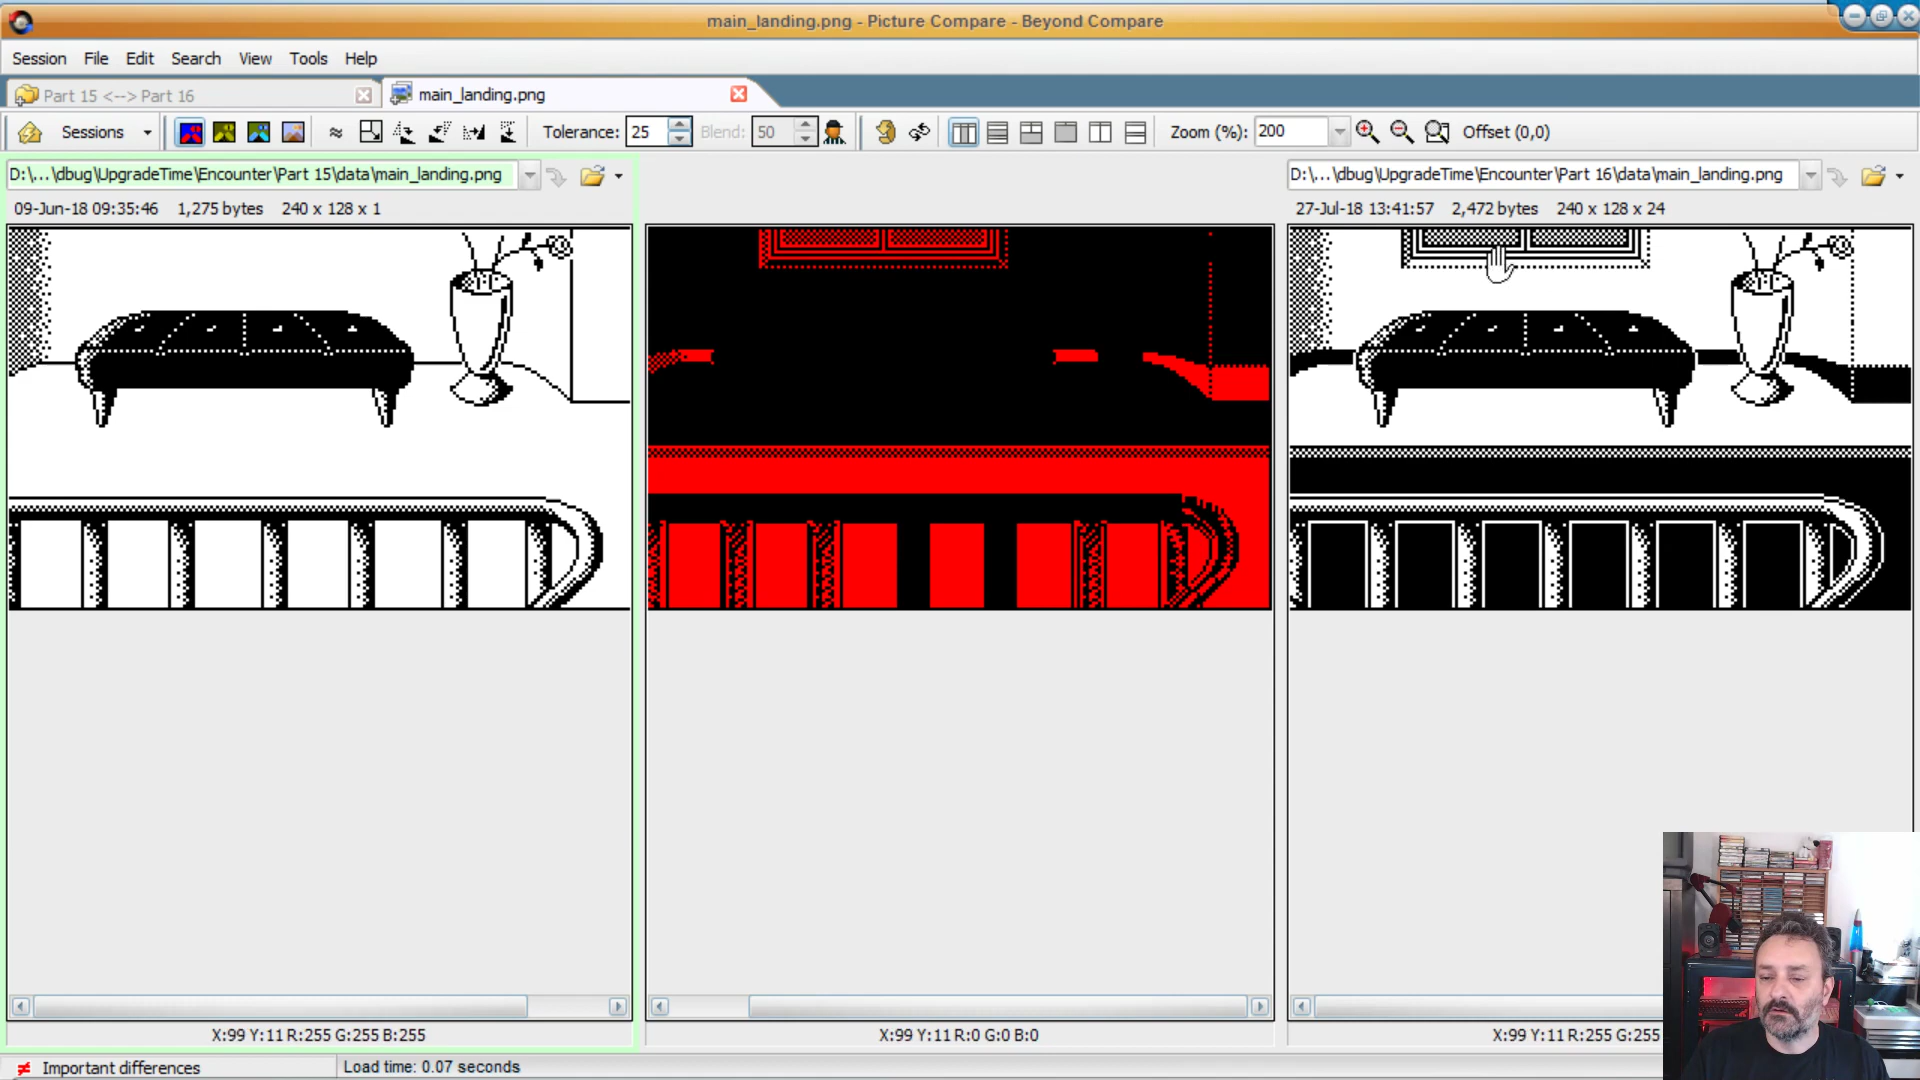 main_landing.png - Picture Compare - Beyond Compare
Session File Edit Search View Tools Help
Part 15 <--> Part 16
main_landing.png
Sessions
Tolerance: 25
Blend: 50
Zoom (%): 200
Offset (0,0)
D:\...\dbug\UpgradeTime\Encounter\Part 15\data\main_landing.png
D:\...\dbug\UpgradeTime\Encounter\Part 16\data\main_landing.png
09-Jun-18 09:35:46 1,275 bytes 240 x 128 x 1
27-Jul-18 13:41:57 2,472 bytes 240 x 128 x 24
X:99 Y:11 R:255 G:255 B:255
X:99 Y:11 R:0 G:0 B:0
X:99 Y:11 R:255 G:255
Important differences
Load time: 0.07 seconds